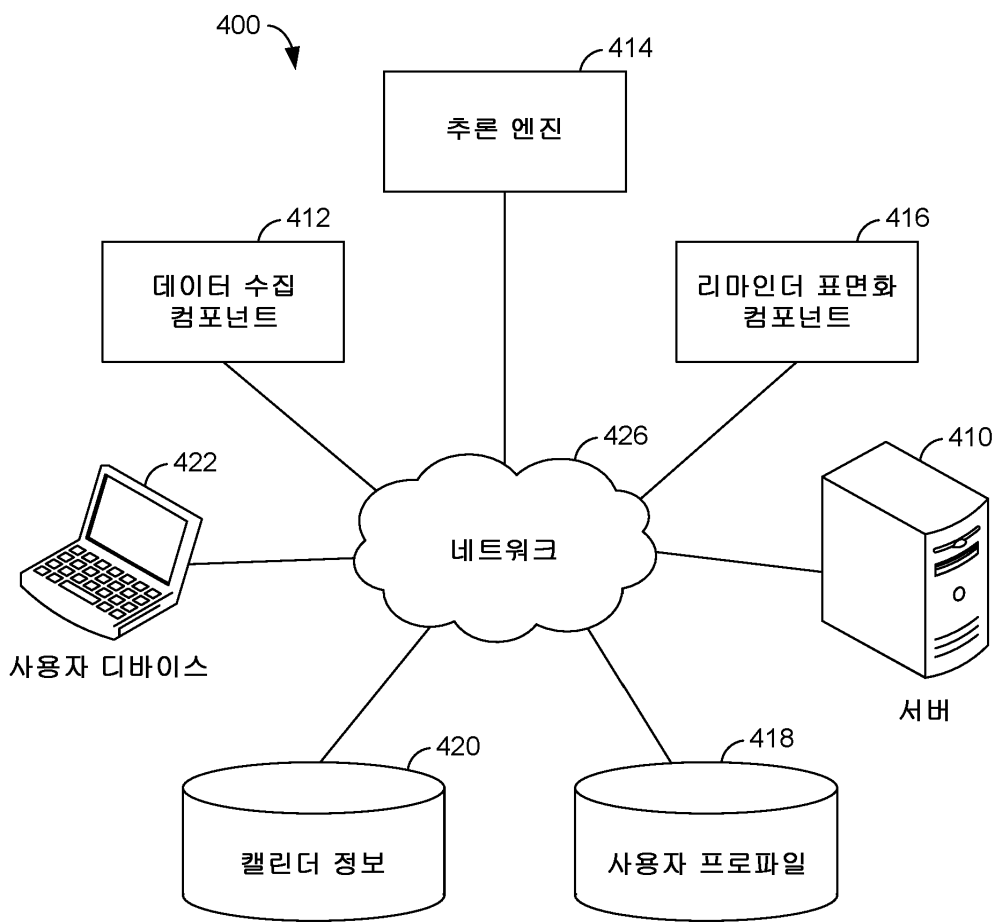 400
414
추론 엔진
412
데이터 수집
컴포넌트
416
리마인더 표면화
컴포넌트
422
사용자 디바이스
426
네트워크
410
서버
420
캘린더 정보
418
사용자 프로파일